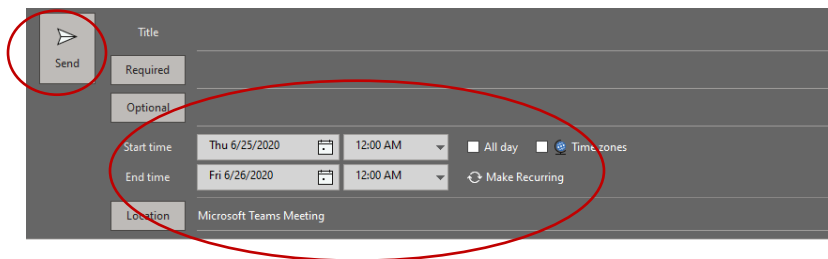 Send
Title
Required
Optional
Start time Thu 6/25/2020 12:00 AM All day Time zones
End time Fri 6/26/2020 12:00 AM Make Recurring
Location Microsoft Teams Meeting